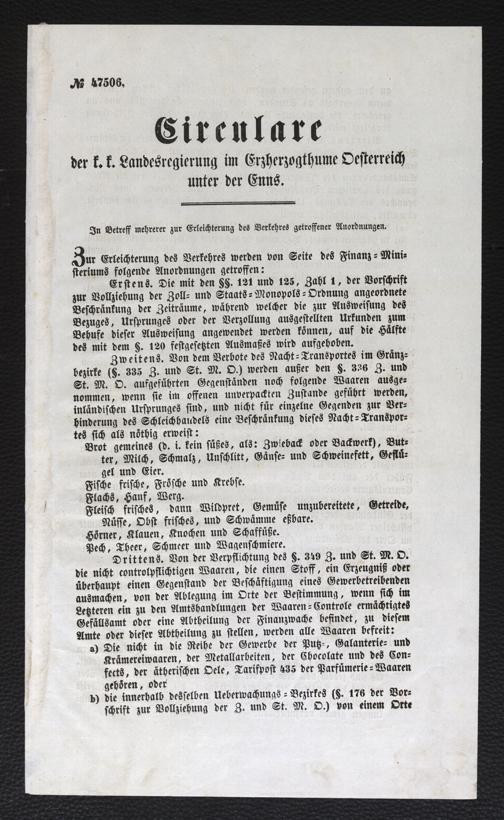 № 47506.
Circulare
der k. k. Landesregierung im Erzherzogthume Oesterreich
unter der Enns.
In Betreff mehrerer zur Erleichterung des Verkehres getroffener Anordnungen.
Zur Erleichterung des Verkehres werden von Seite des Finanz-Mini-
steriums folgende Anordnungen getroffen:
Erstens. Die mit den §§. 121 und 125, Zahl 1, der Vorschrift
zur Vollziehung der Zoll- und Staats-Monopols-Ordnung angeordnete
Beschränkung der Zeiträume, während welcher die zur Ausweisung des
Bezuges, Ursprunges oder der Verzollung ausgestellten Urkunden zum
Behufe dieser Ausweisung angewendet werden können, auf die Hälfte
des mit dem §. 120 festgesetzten Ausmaßes wird aufgehoben.
Zweitens. Von dem Verbote des Nacht-Transportes im Gränz-
bezirke (§. 335 Z. und St. M. O.) werden außer den §. 336 Z. und
St. M. O. aufgeführten Gegenständen noch folgende Waaren ausge-
nommen, wenn sie im offenen unverpackten Zustande geführt werden,
inländischen Ursprunges sind, und nicht für einzelne Gegenden zur Ver-
hinderung des Schleichhandels eine Beschränkung dieses Nacht-Transpor-
tes sich als nöthig erweist:
Brot gemeines (d. i. kein süßes, als: Zwieback oder Backwerk), But-
ter, Milch, Schmalz, Unschlitt, Gänse- und Schweinefett, Geflü-
gel und Eier.
Fische frische, Frösche und Krebse.
Flachs, Hanf, Werg.
Fleisch frisches, dann Wildpret, Gemüse unzubereitete, Getreide,
Nüsse, Obst frisches, und Schwämme eßbare.
Hörner, Klauen, Knochen und Schaffüße.
Pech, Theer, Schmeer und Wagenschmiere.
Drittens. Von der Verpflichtung des §. 349 Z. und St. M. O.
die nicht controlpflichtigen Waaren, die einen Stoff, ein Erzeugniß oder
überhaupt einen Gegenstand der Beschäftigung eines Gewerbetreibenden
ausmachen, von der Ablegung im Orte der Bestimmung, wenn sich im
Letzteren ein zu den Amtshandlungen der Waaren-Controle ermächtigtes
Gefällsamt oder eine Abtheilung der Finanzwache befindet, zu diesem
Amte oder dieser Abtheilung zu stellen, werden alle Waaren befreit:
a) Die nicht in die Reihe der Gewerbe der Putz-, Galanterie- und
Krämereiwaaren, der Metallarbeiten, der Chocolate und des Con-
fects, der ätherischen Oele, Tarifpost 435 der Parfümerie-Waaren
gehören, oder
b) die innerhalb desselben Ueberwachungs-Bezirkes (§. 176 der Vor-
schrift zur Vollziehung der Z. und St. M. O.) von einem Orte